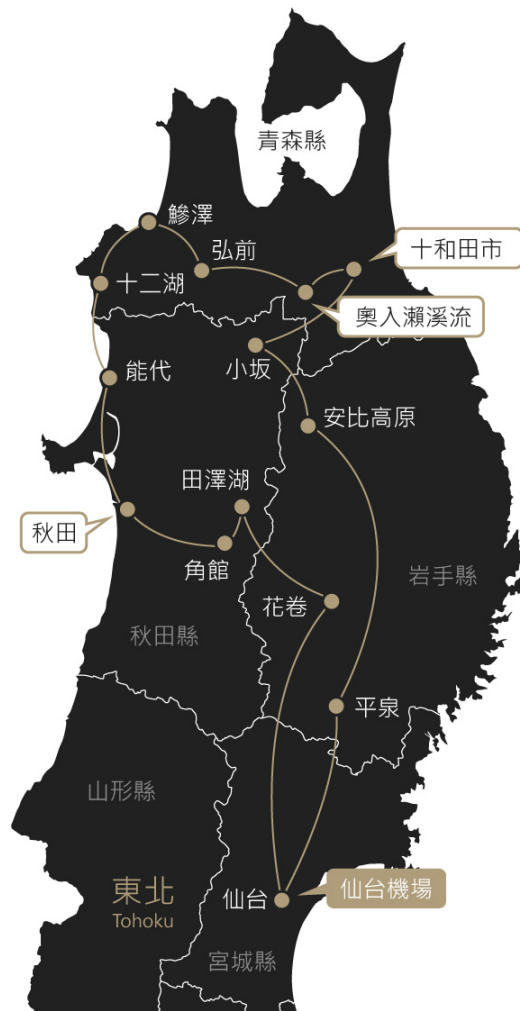 青森縣
鰺澤
弘前
十和田市
十二湖
奧入瀨溪流
能代
小坂
安比高原
田澤湖
秋田
角館
花卷
岩手縣
秋田縣
平泉
山形縣
東北
Tohoku
仙台
仙台機場
宮城縣